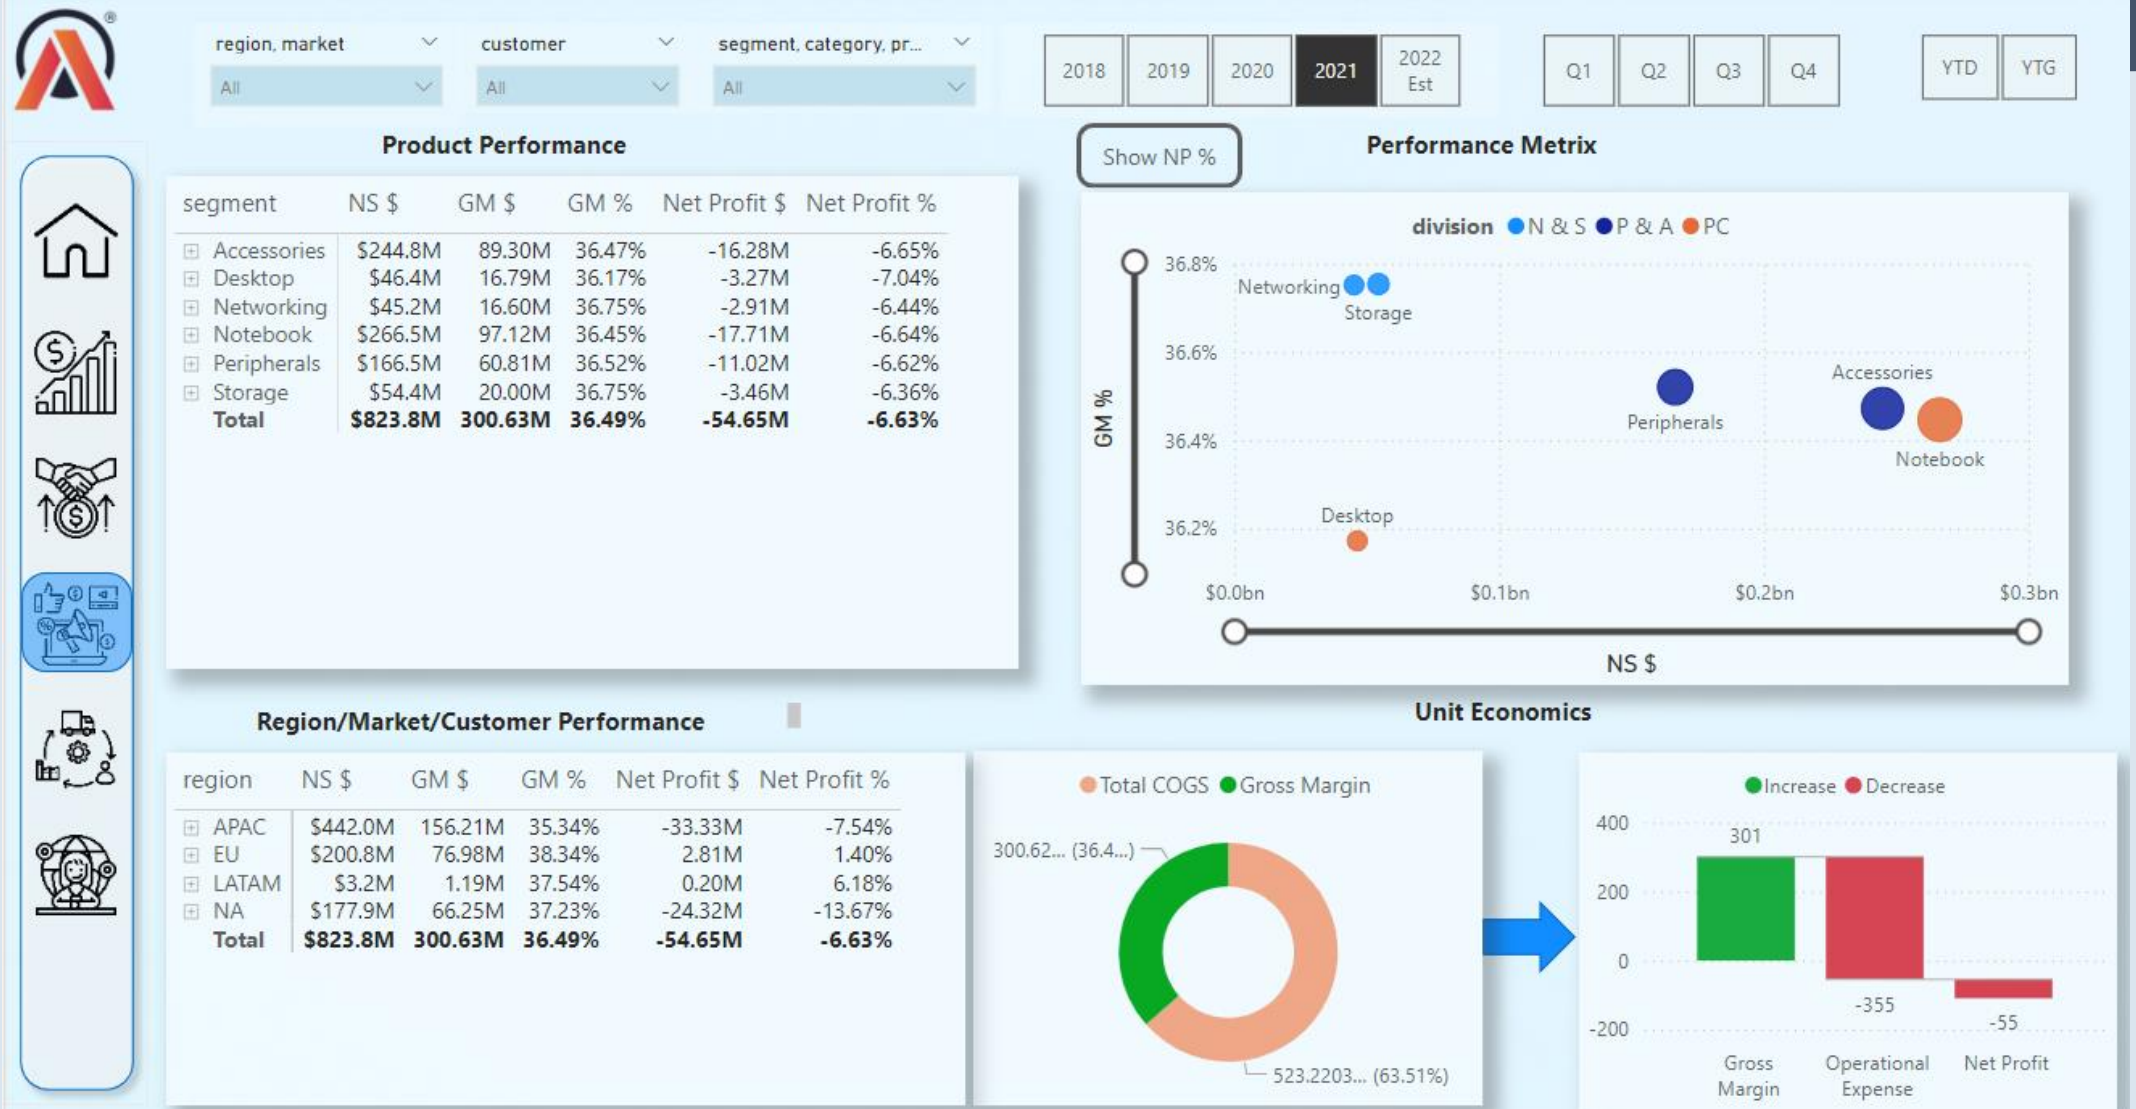 ®
region, market
customer
segment, category, pr...
All
All
All
2018
2019
2020
2021
2022
Est
Q1
Q2
Q3
Q4
YTD
YTG
Product Performance
segment NS $ GM $ GM % Net Profit $ Net Profit %
Accessories $244.8M 89.30M 36.47% -16.28M -6.65%
Desktop $46.4M 16.79M 36.17% -3.27M -7.04%
Networking $45.2M 16.60M 36.75% -2.91M -6.44%
Notebook $266.5M 97.12M 36.45% -17.71M -6.64%
Peripherals $166.5M 60.81M 36.52% -11.02M -6.62%
Storage $54.4M 20.00M 36.75% -3.46M -6.36%
Total $823.8M 300.63M 36.49% -54.65M -6.63%
Show NP %
Performance Metrix
division N & S P & A PC
36.8%
36.6%
36.4%
36.2%
GM %
Networking
Storage
Accessories
Peripherals
Notebook
Desktop
$0.0bn $0.1bn $0.2bn $0.3bn
NS $
Region/Market/Customer Performance
region NS $ GM $ GM % Net Profit $ Net Profit %
APAC $442.0M 156.21M 35.34% -33.33M -7.54%
EU $200.8M 76.98M 38.34% 2.81M 1.40%
LATAM $3.2M 1.19M 37.54% 0.20M 6.18%
NA $177.9M 66.25M 37.23% -24.32M -13.67%
Total $823.8M 300.63M 36.49% -54.65M -6.63%
Unit Economics
Total COGS Gross Margin
300.62... (36.4...)
523.2203... (63.51%)
Increase Decrease
400
200
0
-200
301
-355
-55
Gross
Margin
Operational
Expense
Net Profit